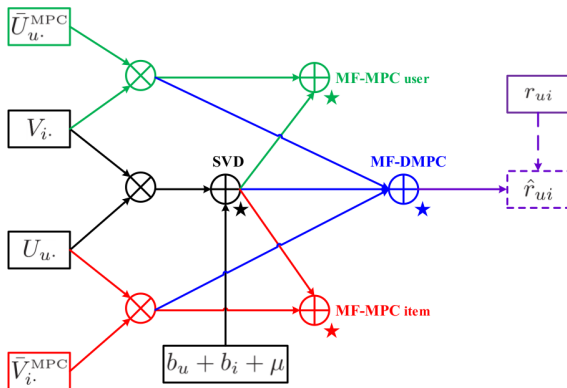 Ū_{u·}^{MPC}
MF-MPC user
r_{ui}
V_{i·}
SVD
MF-DMPC
r̂_{ui}
U_{u·}
MF-MPC item
V̄_{i·}^{MPC}
b_u + b_i + μ